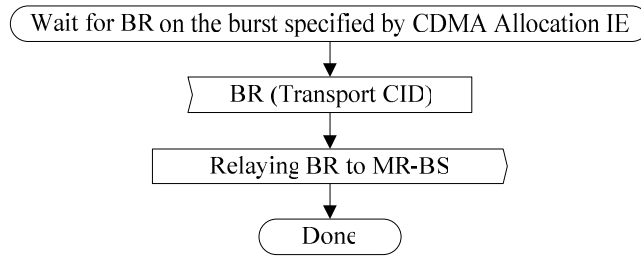 Wait for BR on the burst specified by CDMA Allocation IE
BR (Transport CID)
Relaying BR to MR-BS
Done